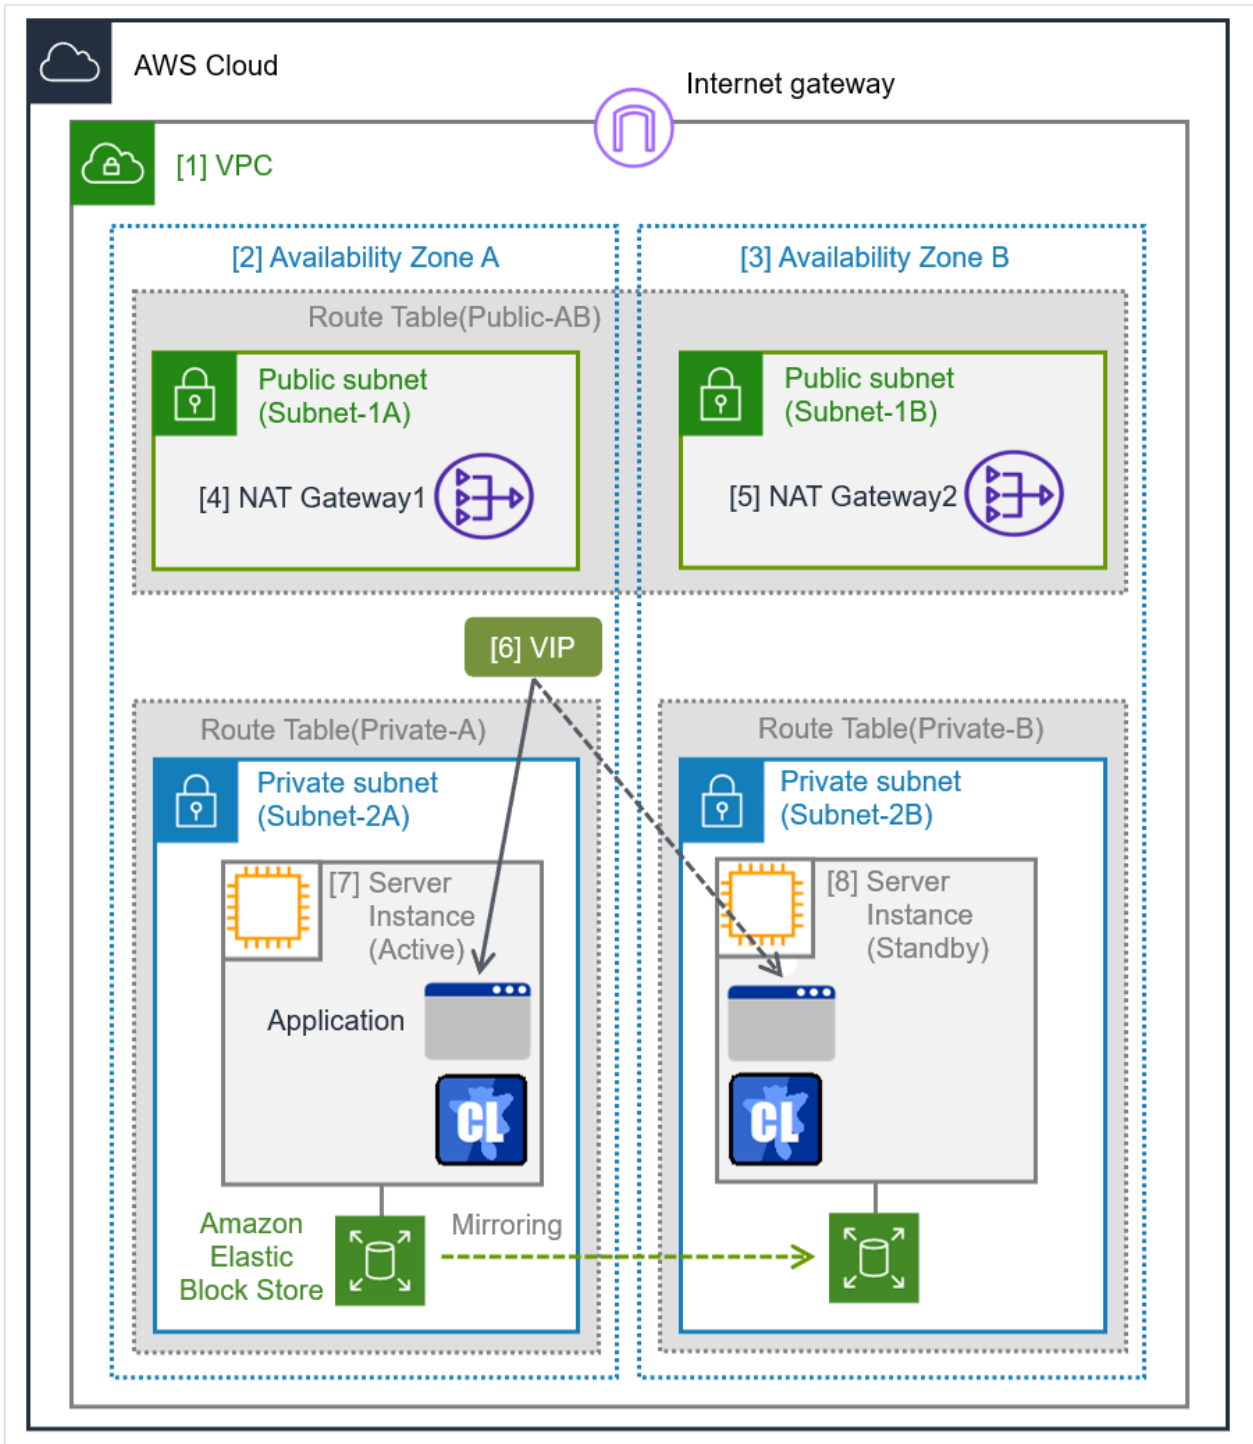 AWS Cloud
Internet gateway
[1] VPC
[2] Availability Zone A
[3] Availability Zone B
Route Table(Public-AB)
Public subnet
(Subnet-1A)
Public subnet
(Subnet-1B)
[4] NAT Gateway1
[5] NAT Gateway2
[6] VIP
Route Table(Private-A)
Route Table(Private-B)
Private subnet
(Subnet-2A)
Private subnet
(Subnet-2B)
[7] Server
Instance
(Active)
[8] Server
Instance
(Standby)
Application
CL
CL
Amazon
Elastic
Block Store
Mirroring